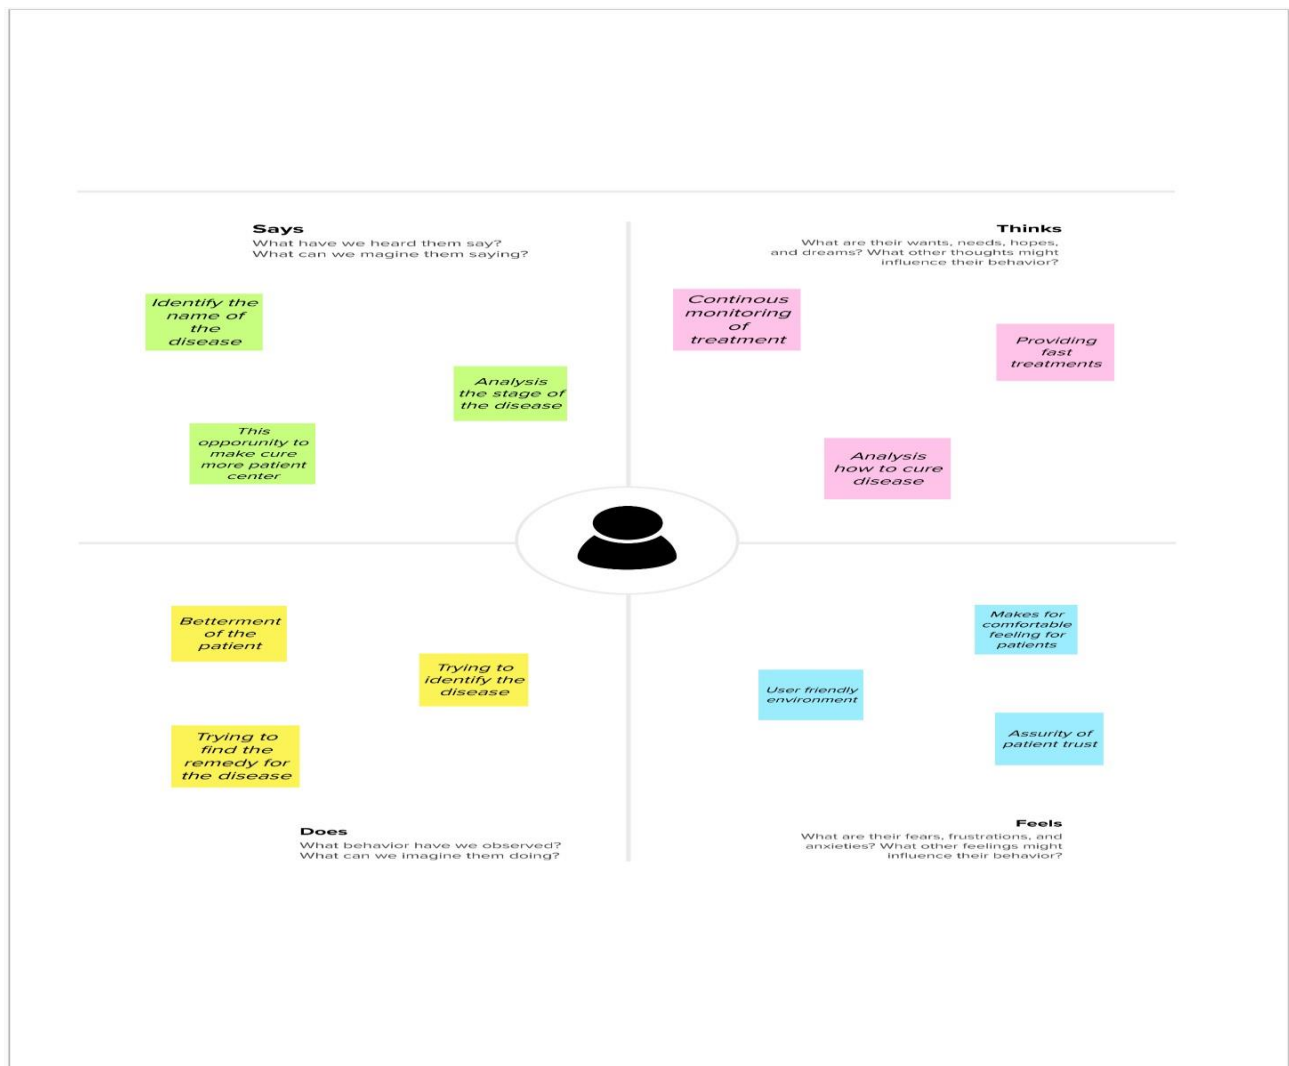 Says
What have we heard them say?
What can we magine them saying?
Identify the
name of
the
disease
Analysis
the stage of
the disease
This
opporunity to
make cure
more patient
center
Thinks
What are their wants, needs, hopes,
and dreams? What other thoughts might
influence their behavior?
Continous
monitoring
of
treatment
Providing
fast
treatments
Analysis
how to cure
disease
Betterment
of the
patient
Trying to
identify the
disease
Trying to
find the
remedy for
the disease
Does
What behavior have we observed?
What can we imagine them doing?
Makes for
comfortable
feeling for
patients
User friendly
environment
Assurity of
patient trust
Feels
What are their fears, frustrations, and
anxieties? What other feelings might
influence their behavior?